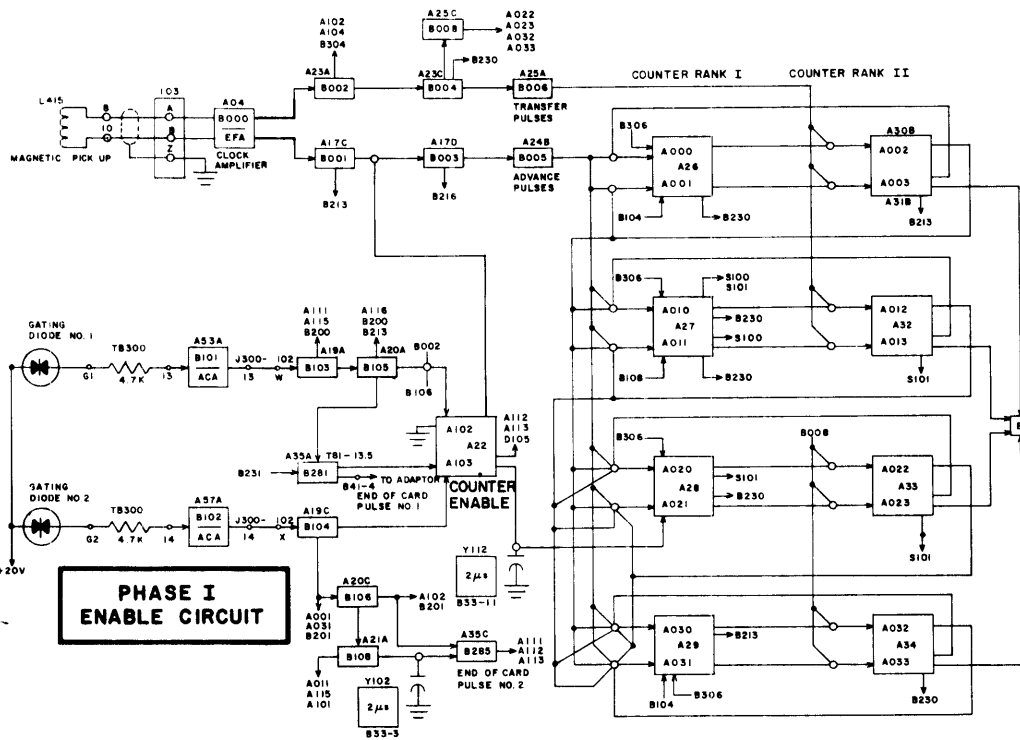 A102
A104
B304
A25C
B008
A022
A023
A032
A033
B230
A23A
B002
A23C
B004
A25A
B006
TRANSFER
PULSES
COUNTER RANK I
COUNTER RANK II
L415
8
10
MAGNETIC PICK UP
103
A
B
Z
A04
B000
EFA
CLOCK
AMPLIFIER
A17C
B001
B213
A17D
B003
B216
A24B
B005
ADVANCE
PULSES
B306
A000
A26
A001
B104
B230
A30B
A002
A003
A31B
B213
B306
A010
A27
A011
S100
S101
B230
S100
B108
B230
A012
A32
A013
S101
GATING
DIODE NO. 1
G1
TB300
4.7K
13
A53A
B101
ACA
J300-102
13 W
A111
A115
B200
A19A
B103
A116
B200
B213
A20A
B105
B002
B106
A102
A22
A103
COUNTER
ENABLE
A112
A113
D105
A35A
T81-13.5
B231
B281
B41-4
TO ADAPTOR
END OF CARD
PULSE NO. 1
B306
A020
A28
A021
S101
B230
B008
A022
A33
A023
S101
GATING
DIODE NO 2
G2
TB300
4.7K
14
A57A
B102
ACA
J300-102
14 X
A19C
B104
+20V
PHASE I
ENABLE CIRCUIT
A20C
B106
A102
B201
A001
A031
B201
Y112
2μs
B33-11
A21A
B108
A011
A115
A101
Y102
2μs
B33-3
A35C
B285
A111
A112
A113
END OF CARD
PULSE NO. 2
A030
A29
A031
B213
B104
B306
A032
A34
A033
B230